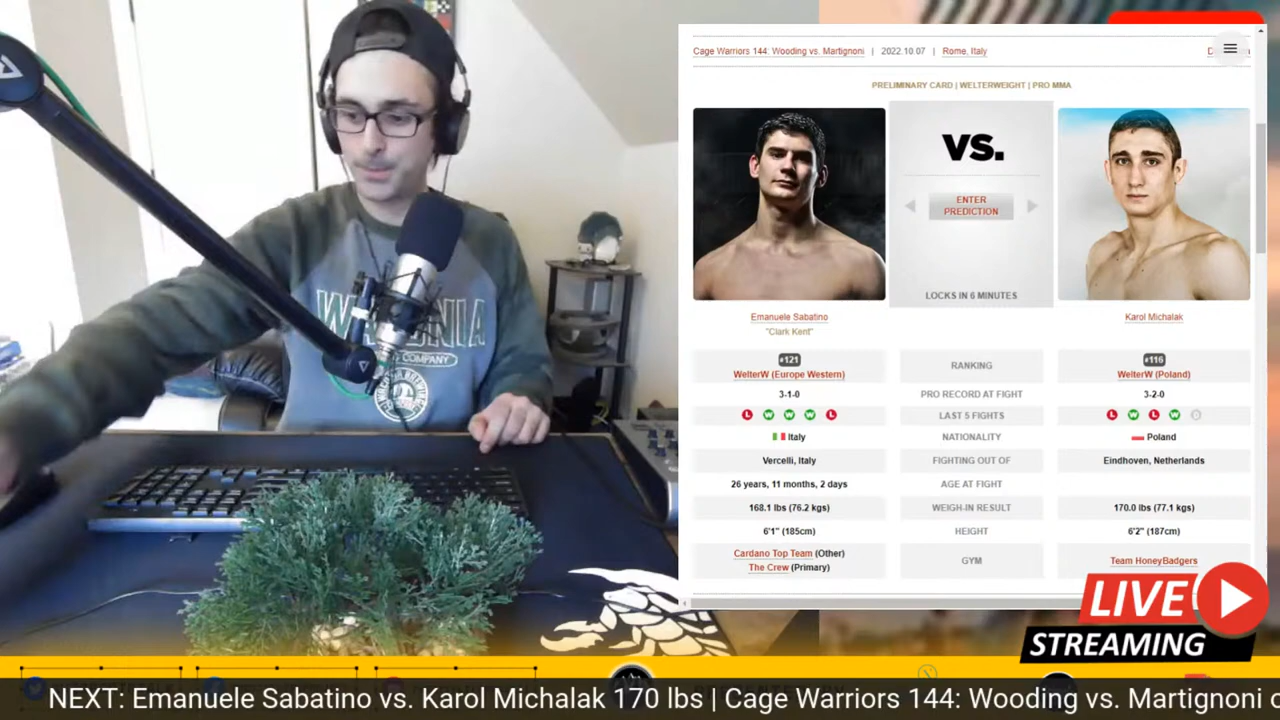 Cage Warriors 144: Wooding vs. Martignoni | 2022.10.07 | Rome, Italy
PRELIMINARY CARD | WELTERWEIGHT | PRO MMA
VS.
ENTER
PREDICTION
LOCKS IN 6 MINUTES
Emanuele Sabatino
"Clark Kent"
Karol Michalak
#121
WelterW (Europe Western)
RANKING
#116
WelterW (Poland)
3-1-0 PRO RECORD AT FIGHT 3-2-0
L W W W L LAST 5 FIGHTS L W L W
Italy NATIONALITY Poland
Vercelli, Italy FIGHTING OUT OF Eindhoven, Netherlands
26 years, 11 months, 2 days AGE AT FIGHT
168.1 lbs (76.2 kgs) WEIGH-IN RESULT 170.0 lbs (77.1 kgs)
6'1" (185cm) HEIGHT 6'2" (187cm)
Cardano Top Team (Other)
The Crew (Primary)
GYM
Team HoneyBadgers
LIVE
STREAMING
NEXT: Emanuele Sabatino vs. Karol Michalak 170 lbs | Cage Warriors 144: Wooding vs. Martignoni